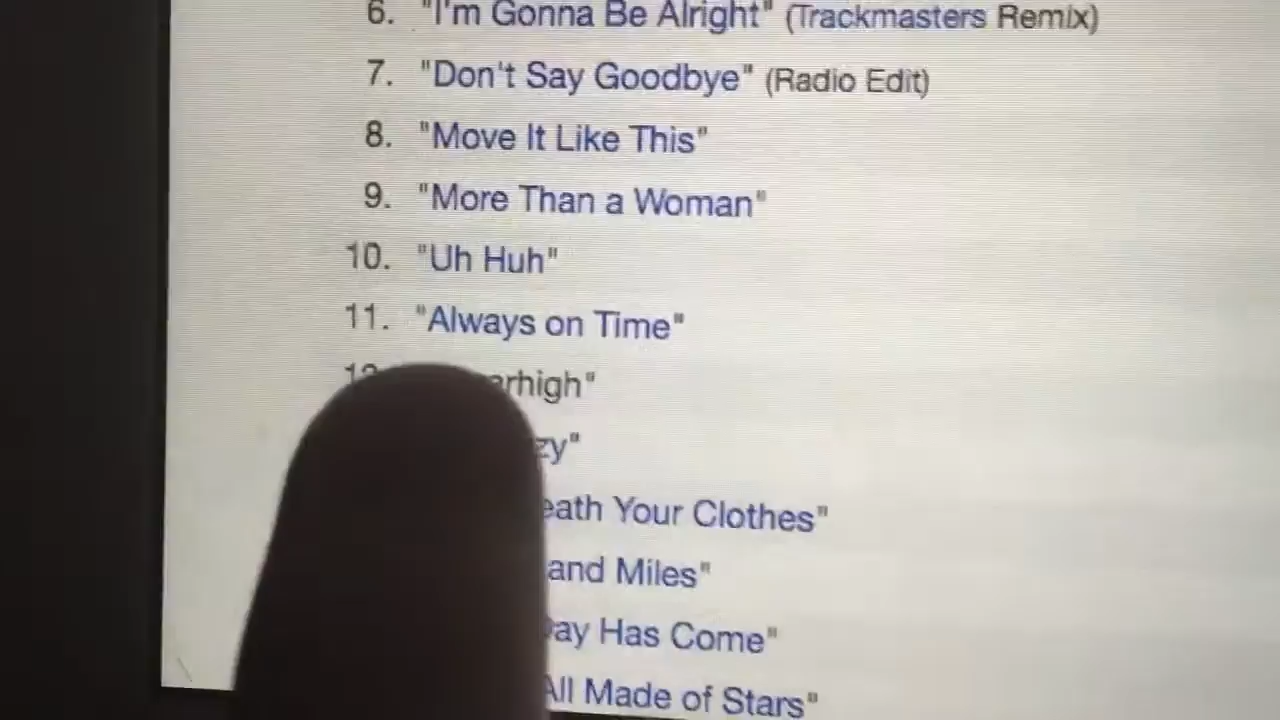 6. "I'm Gonna Be Alright" (Trackmasters Remix)
7. "Don't Say Goodbye" (Radio Edit)
8. "Move It Like This"
9. "More Than a Woman"
10. "Uh Huh"
11. "Always on Time"
rhigh"
zy"
eath Your Clothes"
and Miles"
ay Has Come"
All Made of Stars"